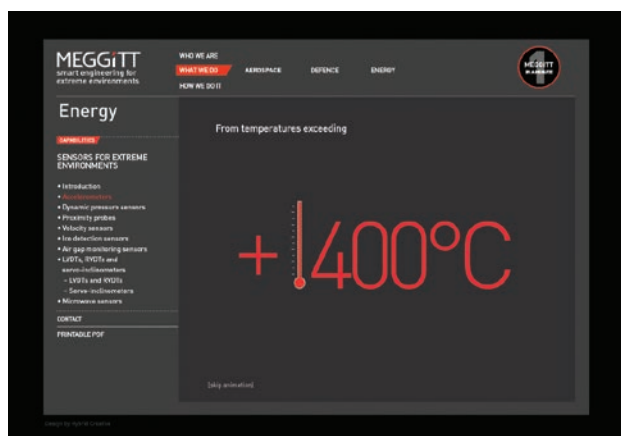 MEGGiTT
smart engineering for
extreme environments
WHO WE ARE
WHAT WE DO
AEROSPACE
DEFENCE
ENERGY
HOW WE DO IT
MEGGITT
IN A MINUTE
Energy
CAPABILITIES
SENSORS FOR EXTREME
ENVIRONMENTS
• Introduction
• Accelerometers
• Dynamic pressure sensors
• Proximity probes
• Velocity sensors
• Ice detection sensors
• Air gap monitoring sensors
• LVDTs, RVDTs and
servo-inclinometers
– LVDTs and RVDTs
– Servo-inclinometers
• Microwave sensors
CONTACT
PRINTABLE PDF
From temperatures exceeding
+ 400°C
(skip animation)
Design by Hybrid Creative